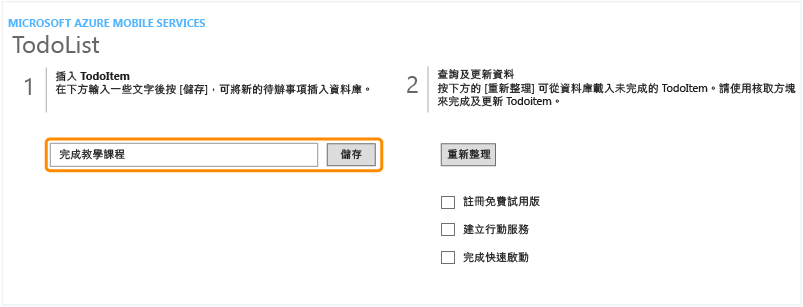 MICROSOFT AZURE MOBILE SERVICES
TodoList
1
插入 TodoItem
在下方輸入一些文字後按 [儲存]，可將新的待辦事項插入資料庫。
完成教學課程
儲存
2
查詢及更新資料
按下方的 [重新整理] 可從資料庫載入未完成的 TodoItem。請使用核取方塊
來完成及更新 Todoitem。
重新整理
註冊免費試用版
建立行動服務
完成快速啟動